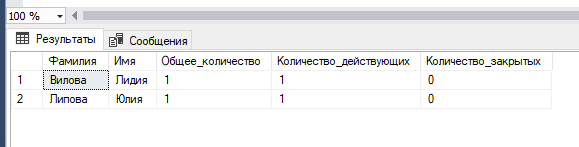 100 %
Результаты Сообщения
Фамилия Имя Общее_количество Количество_действующих Количество_закрытых
1 Вилова Лидия 1 1 0
2 Липова Юлия 1 1 0